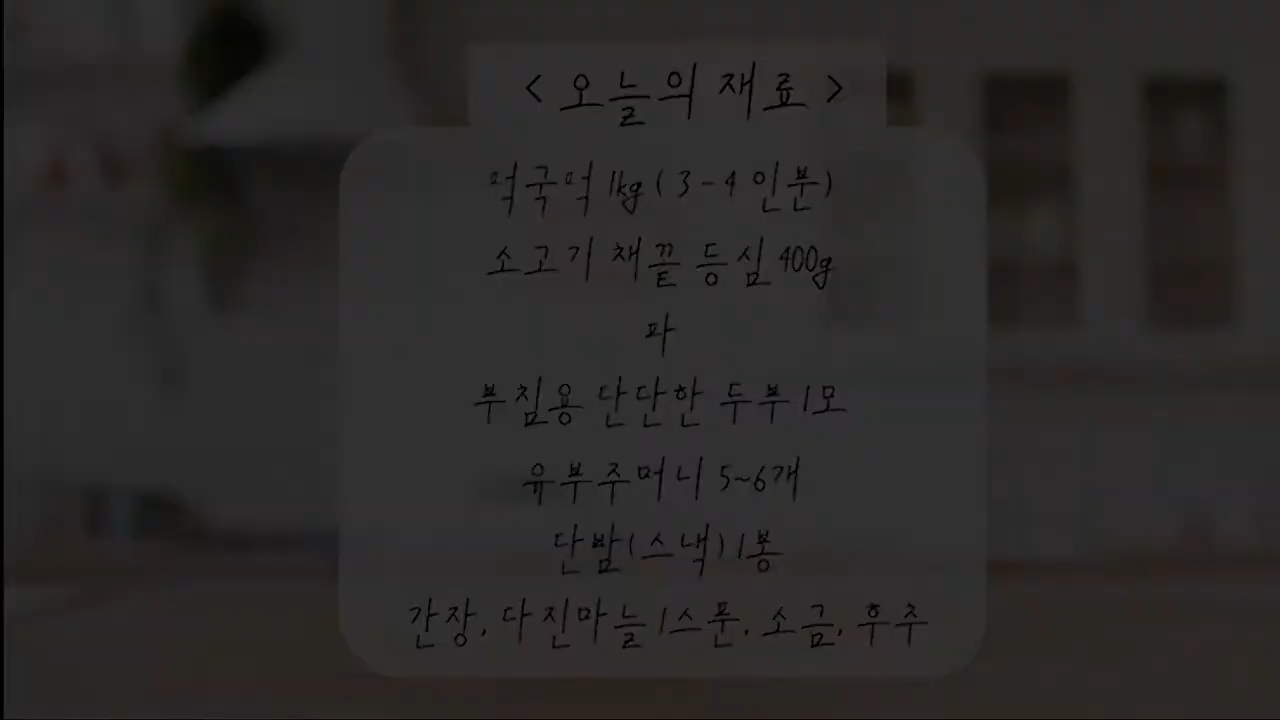 < 오늘의 재료 >
떡국떡 1kg ( 3-4 인분)
소고기 채끝 등심 400g
파
부침용 단단한 두부 1모
유부주머니 5~6개
단밤(스낵) 1봉
간장, 다진마늘 1스푼, 소금, 후추